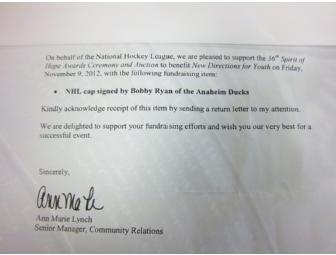 On behalf of the National Hockey League, we are pleased to support the 36th Spirit of
Hope Awards Ceremony and Auction to benefit New Directions for Youth on Friday,
November 9, 2012, with the following fundraising item:
• NHL cap signed by Bobby Ryan of the Anaheim Ducks
Kindly acknowledge receipt of this item by sending a return letter to my attention.
We are delighted to support your fundraising efforts and wish you our very best for a
successful event.
Sincerely,
Ann Marie Lynch
Senior Manager, Community Relations